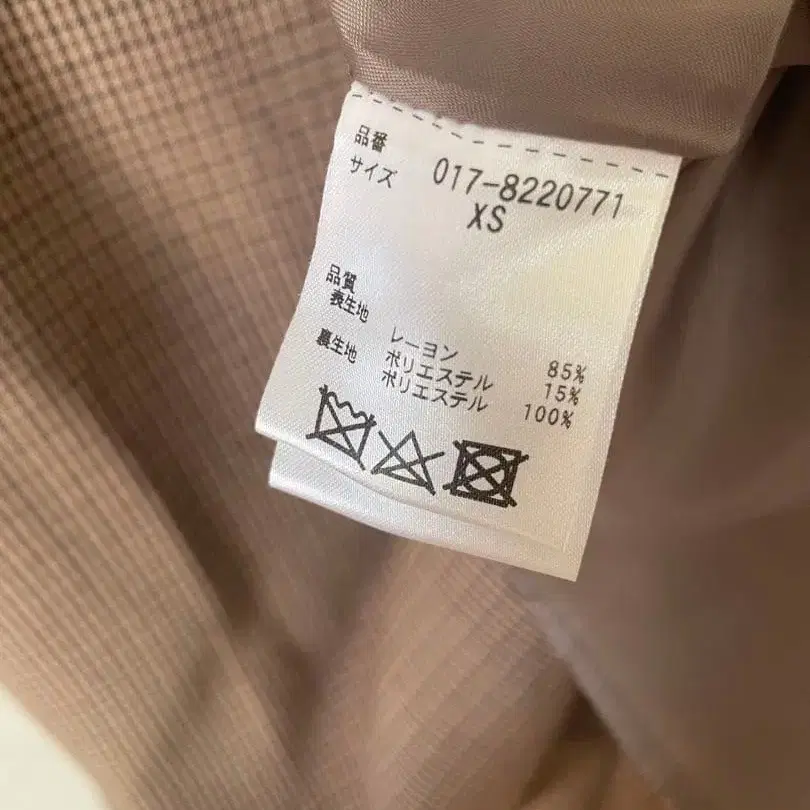 品番 017-8220771
サイズ XS
品質
表生地 レーヨン 85%
ポリエステル 15%
裏生地 ポリエステル 100%